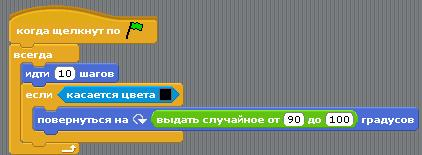 когда щелкнут по
всегда
идти 10 шагов
если касается цвета
повернуться на выдать случайное от 90 до 100 градусов